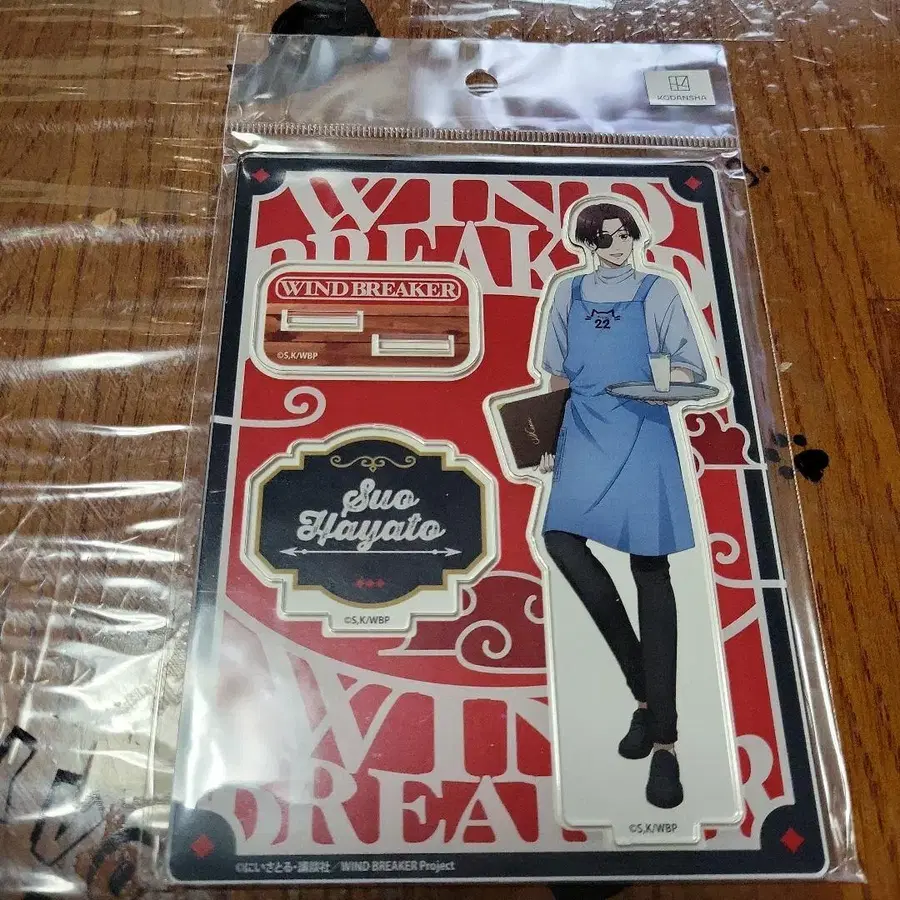 KODANSHA
WIND
BREAKER
WIND BREAKER
©S,K/WBP
22
Suo
Hayato
©S,K/WBP
WIND
BREAKER
©S,K/WBP
©にいさとる・講談社／WIND BREAKER Project